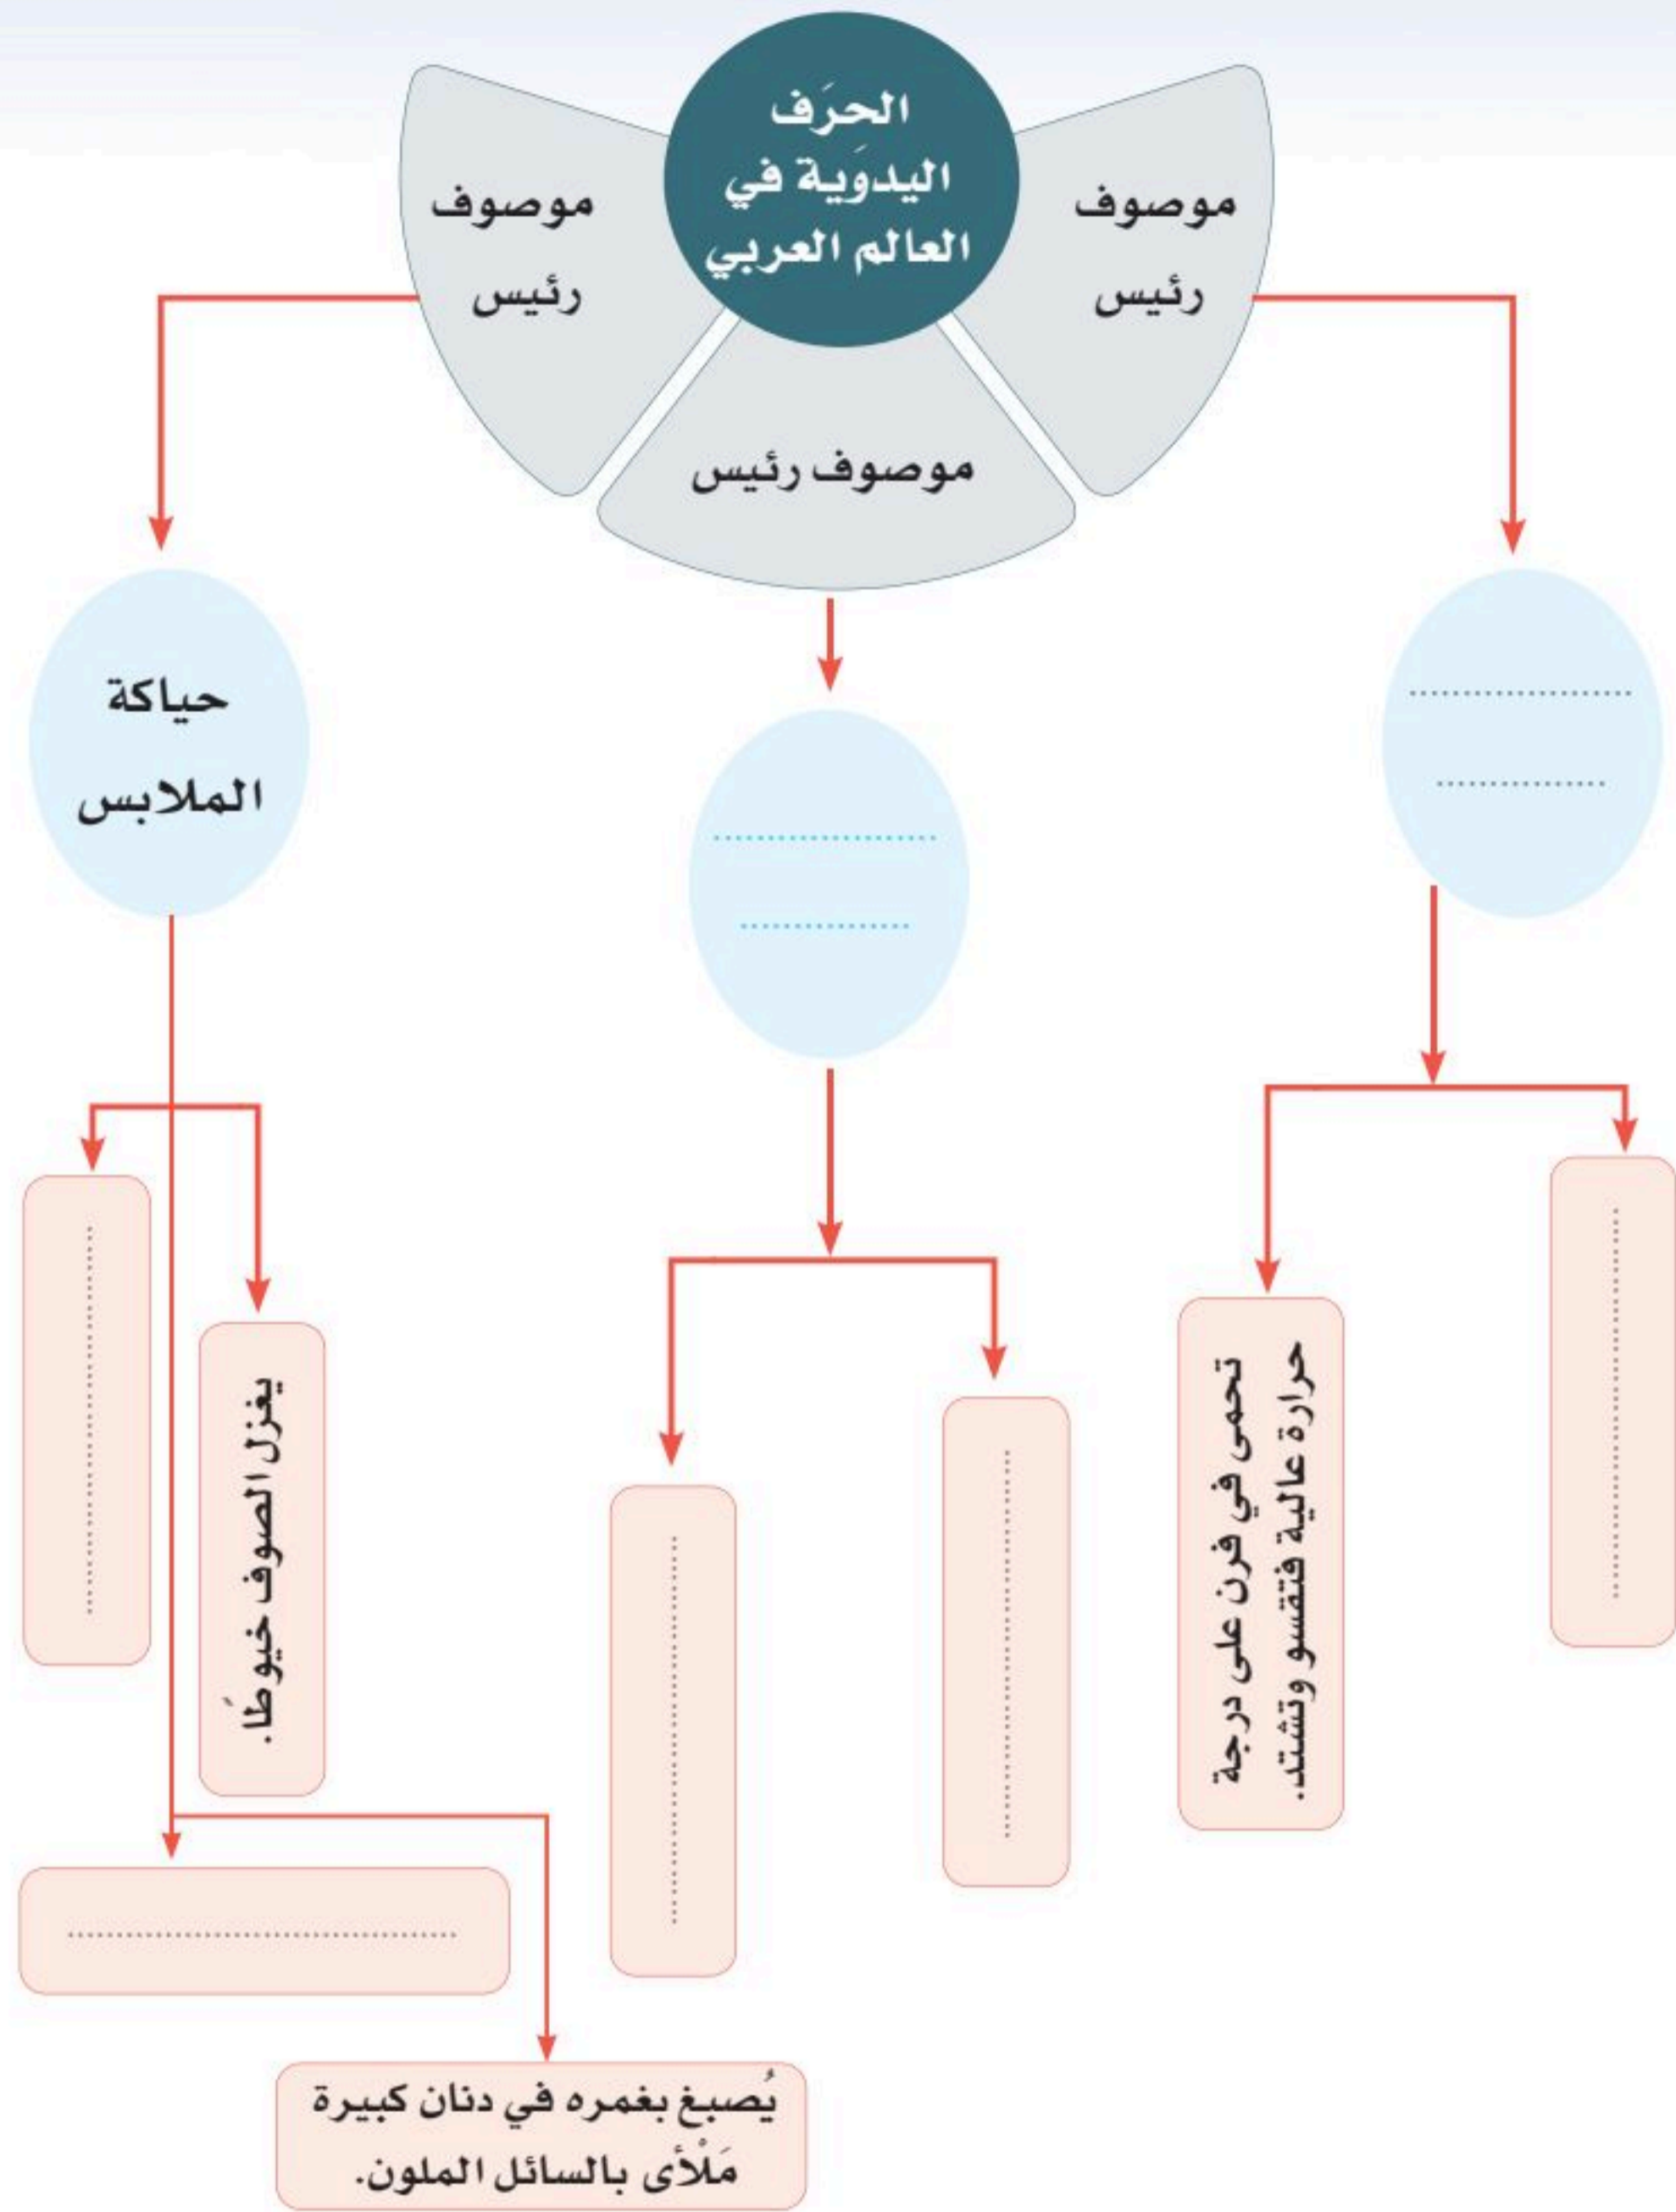 الحرَف
اليدوَية في
العالم العربي
موصوف
رئيس
موصوف رئيس
موصوف
رئيس
حياكة
الملابس
تحمى في فرن على درجة
حرارة عالية فتقسو وتشتد.
يغزل الصوف خيوطًا.
يُصبغ بغمره في دنان كبيرة
مَلْأى بالسائل الملون.